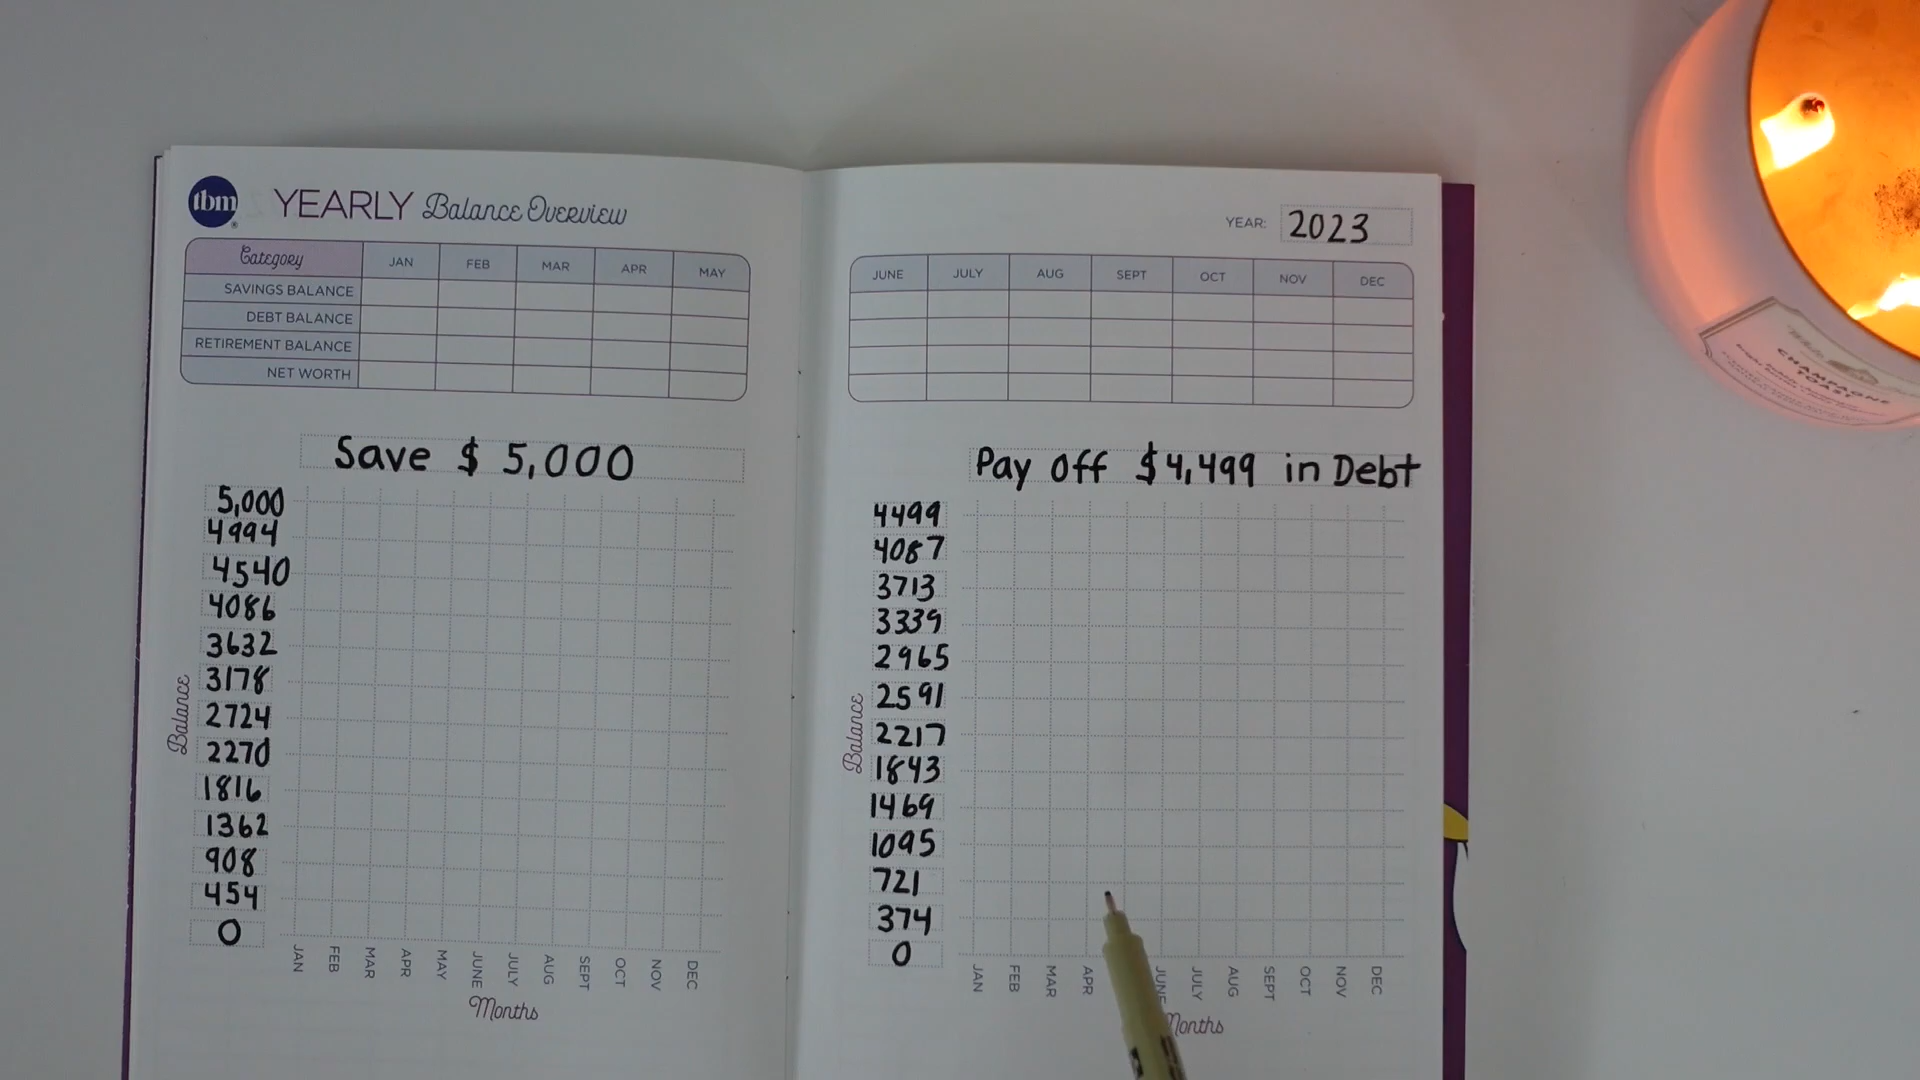 tbm YEARLY Balance Overview
Category JAN FEB MAR APR MAY
SAVINGS BALANCE
DEBT BALANCE
RETIREMENT BALANCE
NET WORTH
Save $ 5,000
5,000
4994
4540
4086
3632
3178
2724
2270
1816
1362
908
454
0
Balance
JAN FEB MAR APR MAY JUNE JULY AUG SEPT OCT NOV DEC
Months
YEAR: 2023
JUNE JULY AUG SEPT OCT NOV DEC
Pay off $4,499 in Debt
4499
4087
3713
3339
2965
2591
2217
1843
1469
1095
721
374
0
Balance
JAN FEB MAR APR JUNE JULY AUG SEPT OCT NOV DEC
Months
CHAMPAGNE
TOAST